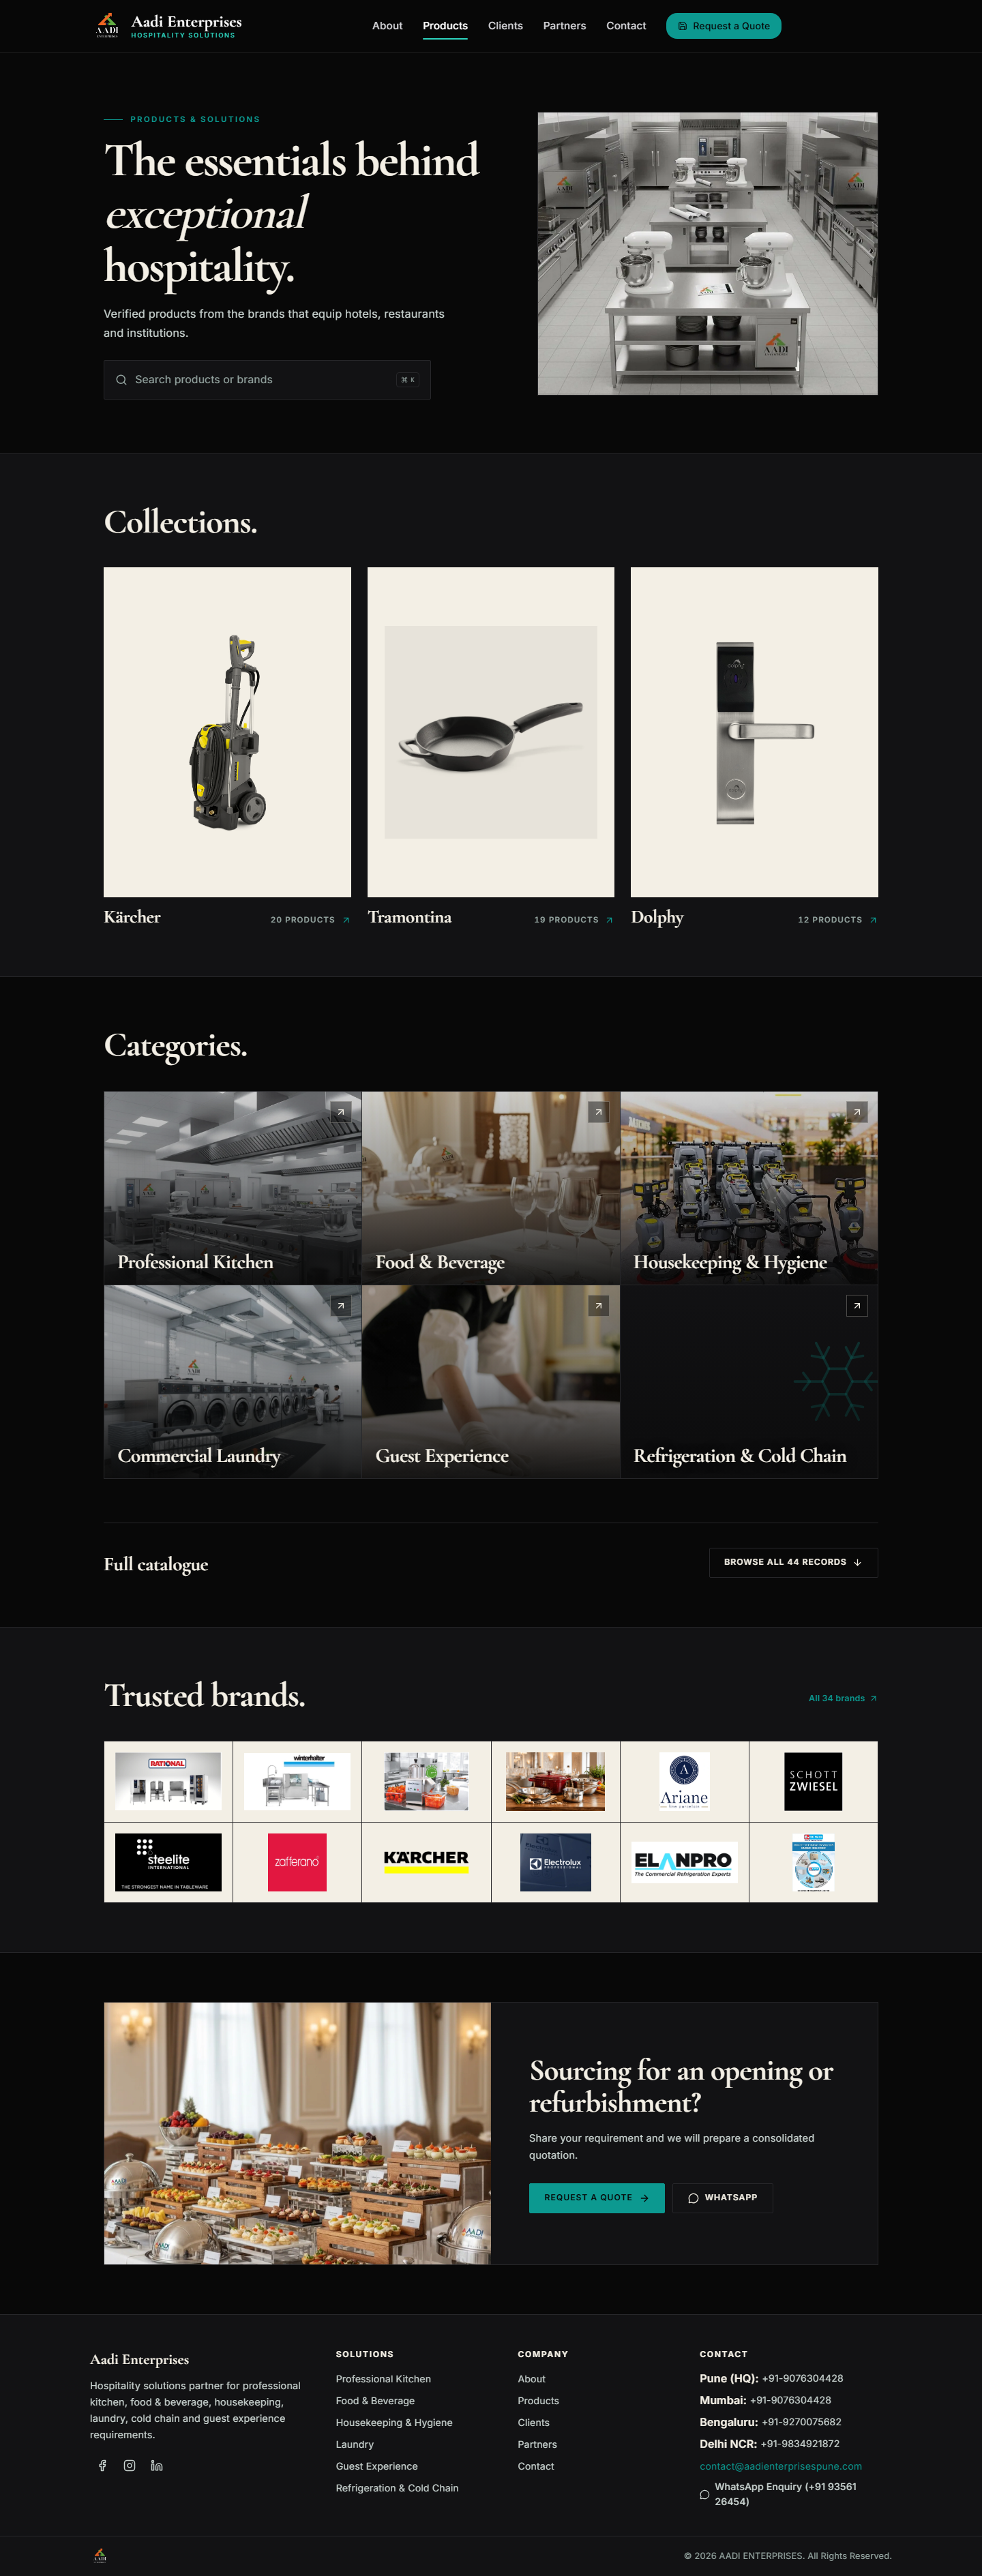 AADI
Aadi Enterprises
HOSPITALITY SOLUTIONS
About
Products
Clients
Partners
Contact
Request a Quote
PRODUCTS & SOLUTIONS
The essentials behind
exceptional
hospitality.
Verified products from the brands that equip hotels, restaurants
and institutions.
Search products or brands
⌘ K
AADI
AADI
AADI
Collections.
Kärcher
20 PRODUCTS
Tramontina
19 PRODUCTS
Dolphy
12 PRODUCTS
Categories.
Professional Kitchen
Food & Beverage
Housekeeping & Hygiene
Commercial Laundry
Guest Experience
Refrigeration & Cold Chain
Full catalogue
BROWSE ALL 44 RECORDS
Trusted brands.
All 34 brands
RATIONAL
winterhalter
A
Ariane
SCHOTT
ZWIESEL
steelite
INTERNATIONAL
THE STRONGEST NAME IN TABLEWARE
zafferano
KÄRCHER
Electrolux
PROFESSIONAL
ELANPRO
The Commercial Refrigeration Experts
AADI
AADI
AADI
Sourcing for an opening or
refurbishment?
Share your requirement and we will prepare a consolidated
quotation.
REQUEST A QUOTE
WHATSAPP
Aadi Enterprises
Hospitality solutions partner for professional
kitchen, food & beverage, housekeeping,
laundry, cold chain and guest experience
requirements.
SOLUTIONS
Professional Kitchen
Food & Beverage
Housekeeping & Hygiene
Laundry
Guest Experience
Refrigeration & Cold Chain
COMPANY
About
Products
Clients
Partners
Contact
CONTACT
Pune (HQ): +91-9076304428
Mumbai: +91-9076304428
Bengaluru: +91-9270075682
Delhi NCR: +91-9834921872
contact@aadienterprisespune.com
WhatsApp Enquiry (+91 93561
26454)
AADI
© 2026 AADI ENTERPRISES. All Rights Reserved.